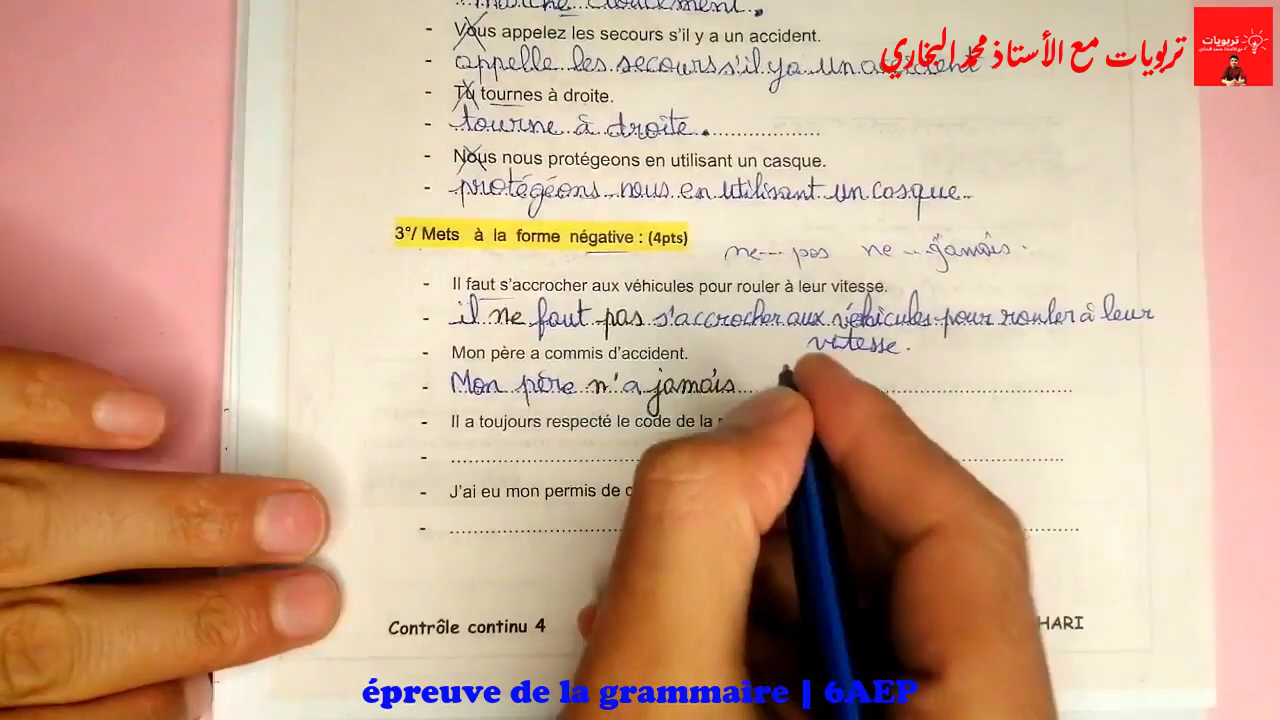 marche doucement.
- Vous appelez les secours s'il y a un accident.
- appelle les secours s'il y a un accident
- Tu tournes à droite.
- tourne à droite.
- Nous nous protégeons en utilisant un casque.
- protégéons nous en utilisant un casque.
3°/ Mets à la forme négative : (4pts)
ne--- pas ne --- jamais.
- Il faut s'accrocher aux véhicules pour rouler à leur vitesse.
- il ne faut pas s'accrocher aux véhicules pour rouler à leur
vitesse.
- Mon père a commis d'accident.
- Mon père n'a jamais
- Il a toujours respecté le code de la
- J'ai eu mon permis de
Contrôle continu 4
HARI
تربويات مع الأستاذ محمد البخاري
تربويات
épreuve de la grammaire | 6AEP